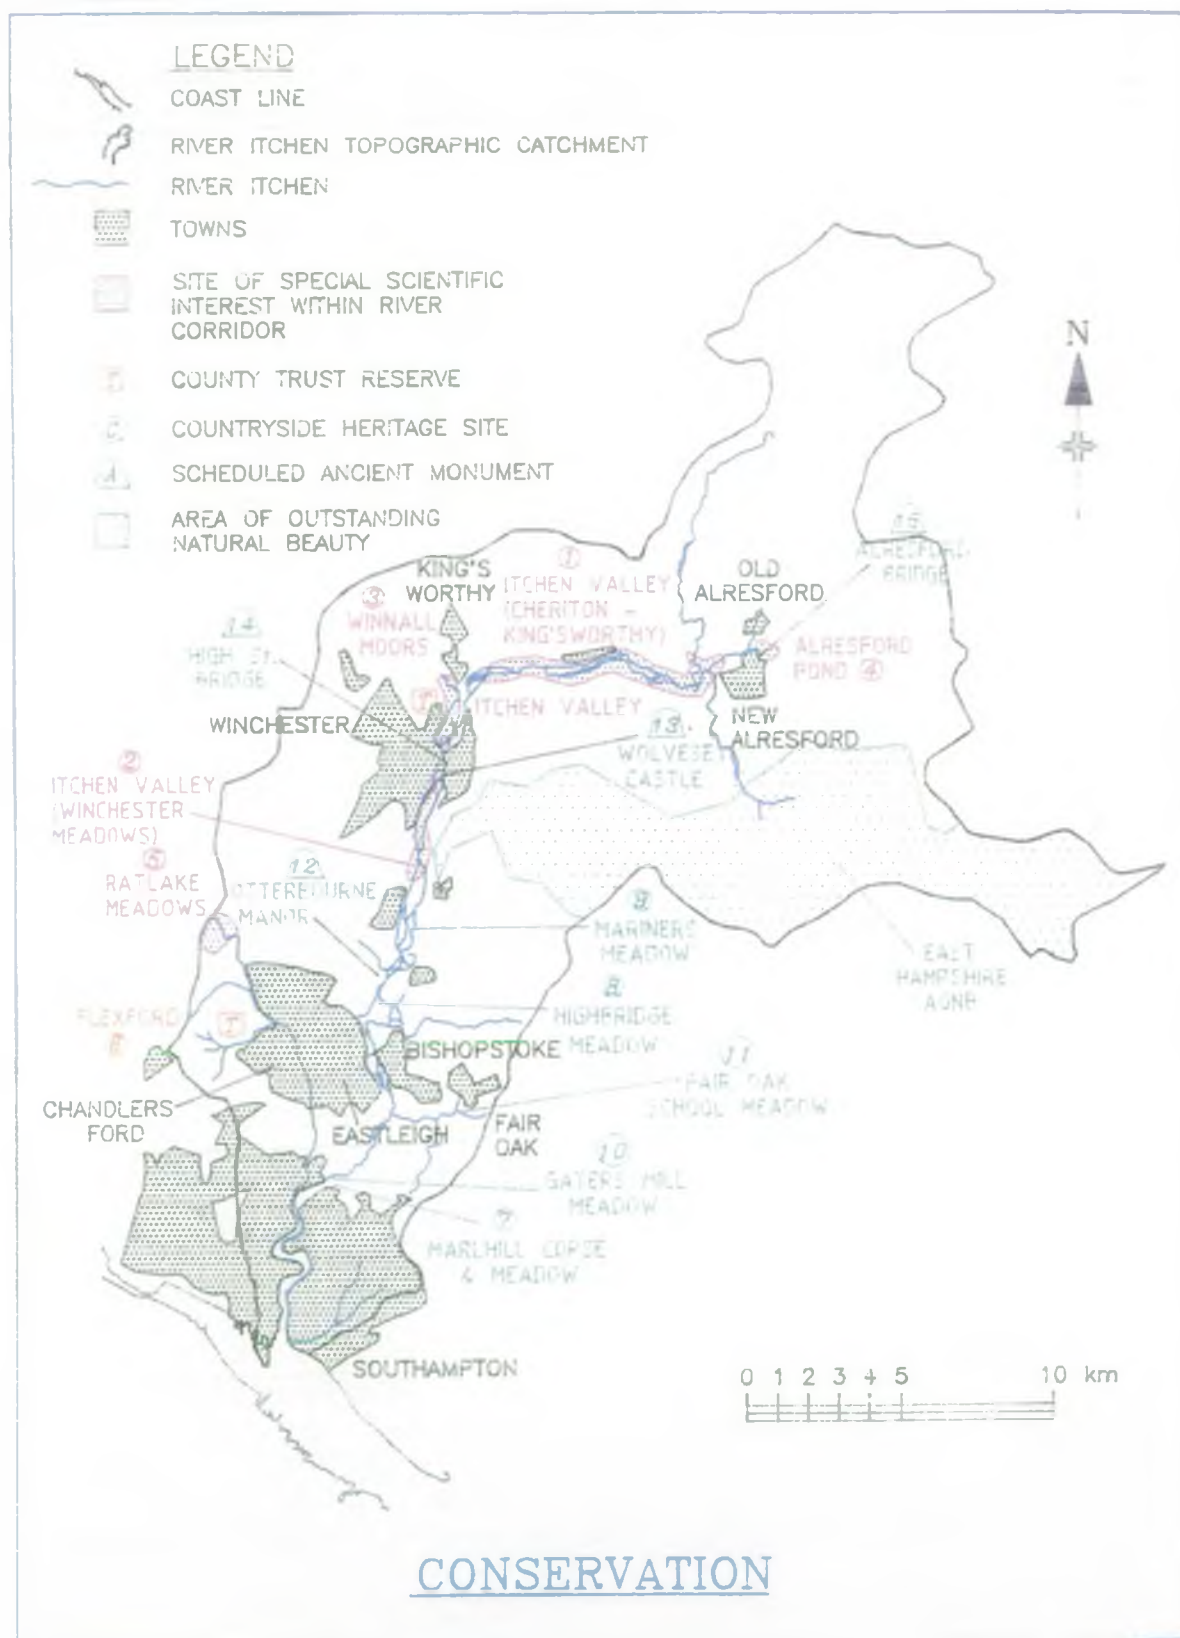 LEGEND
COAST LINE
RIVER ITCHEN TOPOGRAPHIC CATCHMENT
RIVER ITCHEN
TOWNS
SITE OF SPECIAL SCIENTIFIC
INTEREST WITHIN RIVER
CORRIDOR
T
COUNTY TRUST RESERVE
C
COUNTRYSIDE HERITAGE SITE
A
SCHEDULED ANCIENT MONUMENT
AREA OF OUTSTANDING
NATURAL BEAUTY
N
15
ALRESFORD
BRIDGE
KING'S
WORTHY
1
ITCHEN VALLEY
(CHERITON -
KING'SWORTHY)
OLD
ALRESFORD
3
WINNALL
MOORS
14
HIGH ST.
BRIDGE
ALRESFORD
POND 4
T
ITCHEN VALLEY
WINCHESTER
NEW
ALRESFORD
13
WOLVESEY
CASTLE
2
ITCHEN VALLEY
(WINCHESTER
MEADOWS)
5
RATLAKE
MEADOWS
12
OTTERBOURNE
MANOR
9
MARINERS
MEADOW
EAST
HAMPSHIRE
AONB
8
HIGHBRIDGE
MEADOW
FLEXFORD
6
T
BISHOPSTOKE
11
FAIR OAK
SCHOOL MEADOW
CHANDLERS
FORD
EASTLEIGH
FAIR
OAK
10
GATERS MILL
MEADOW
7
MARLHILL COPSE
& MEADOW
SOUTHAMPTON
0 1 2 3 4 5 10 km
CONSERVATION